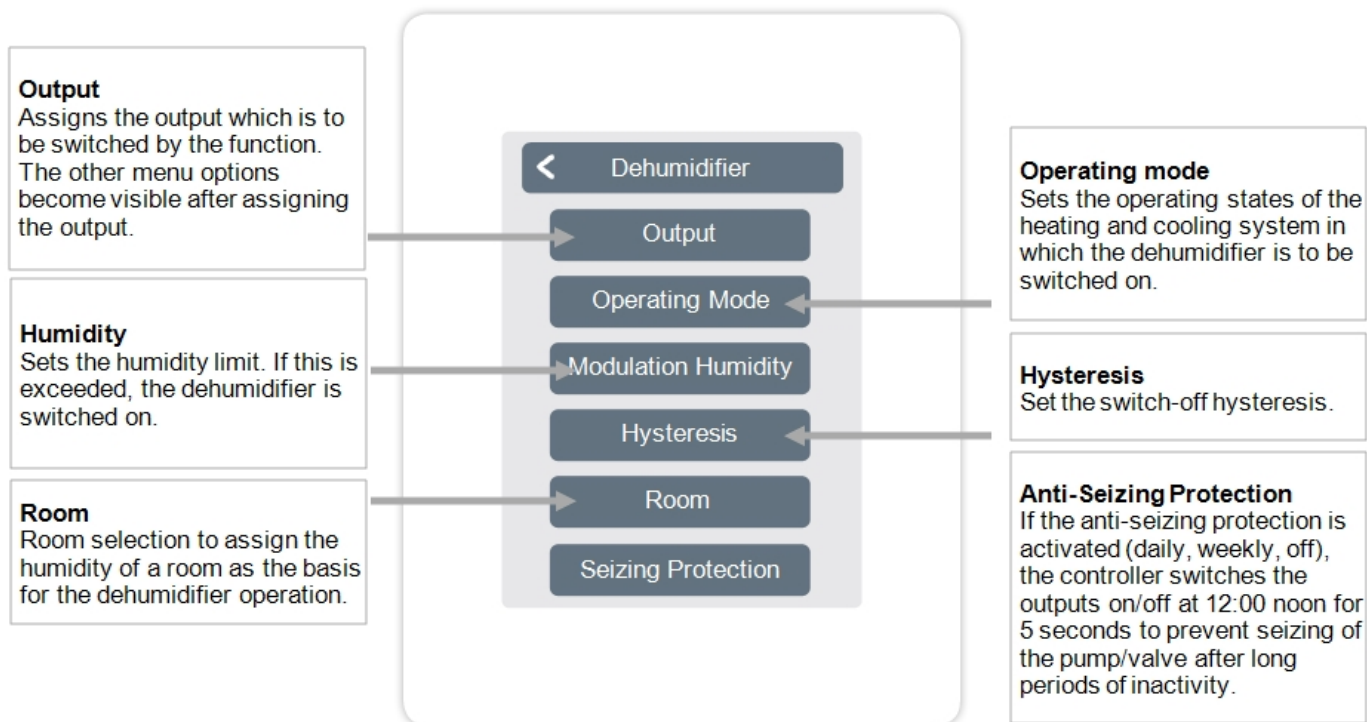 Output
Assigns the output which is to
be switched by the function.
The other menu options
become visible after assigning
the output.
Humidity
Sets the humidity limit. If this is
exceeded, the dehumidifier is
switched on.
Room
Room selection to assign the
humidity of a room as the basis
for the dehumidifier operation.
Dehumidifier
Output
Operating Mode
Modulation Humidity
Hysteresis
Room
Seizing Protection
Operating mode
Sets the operating states of the
heating and cooling system in
which the dehumidifier is to be
switched on.
Hysteresis
Set the switch-off hysteresis.
Anti-Seizing Protection
If the anti-seizing protection is
activated (daily, weekly, off),
the controller switches the
outputs on/off at 12:00 noon for
5 seconds to prevent seizing of
the pump/valve after long
periods of inactivity.